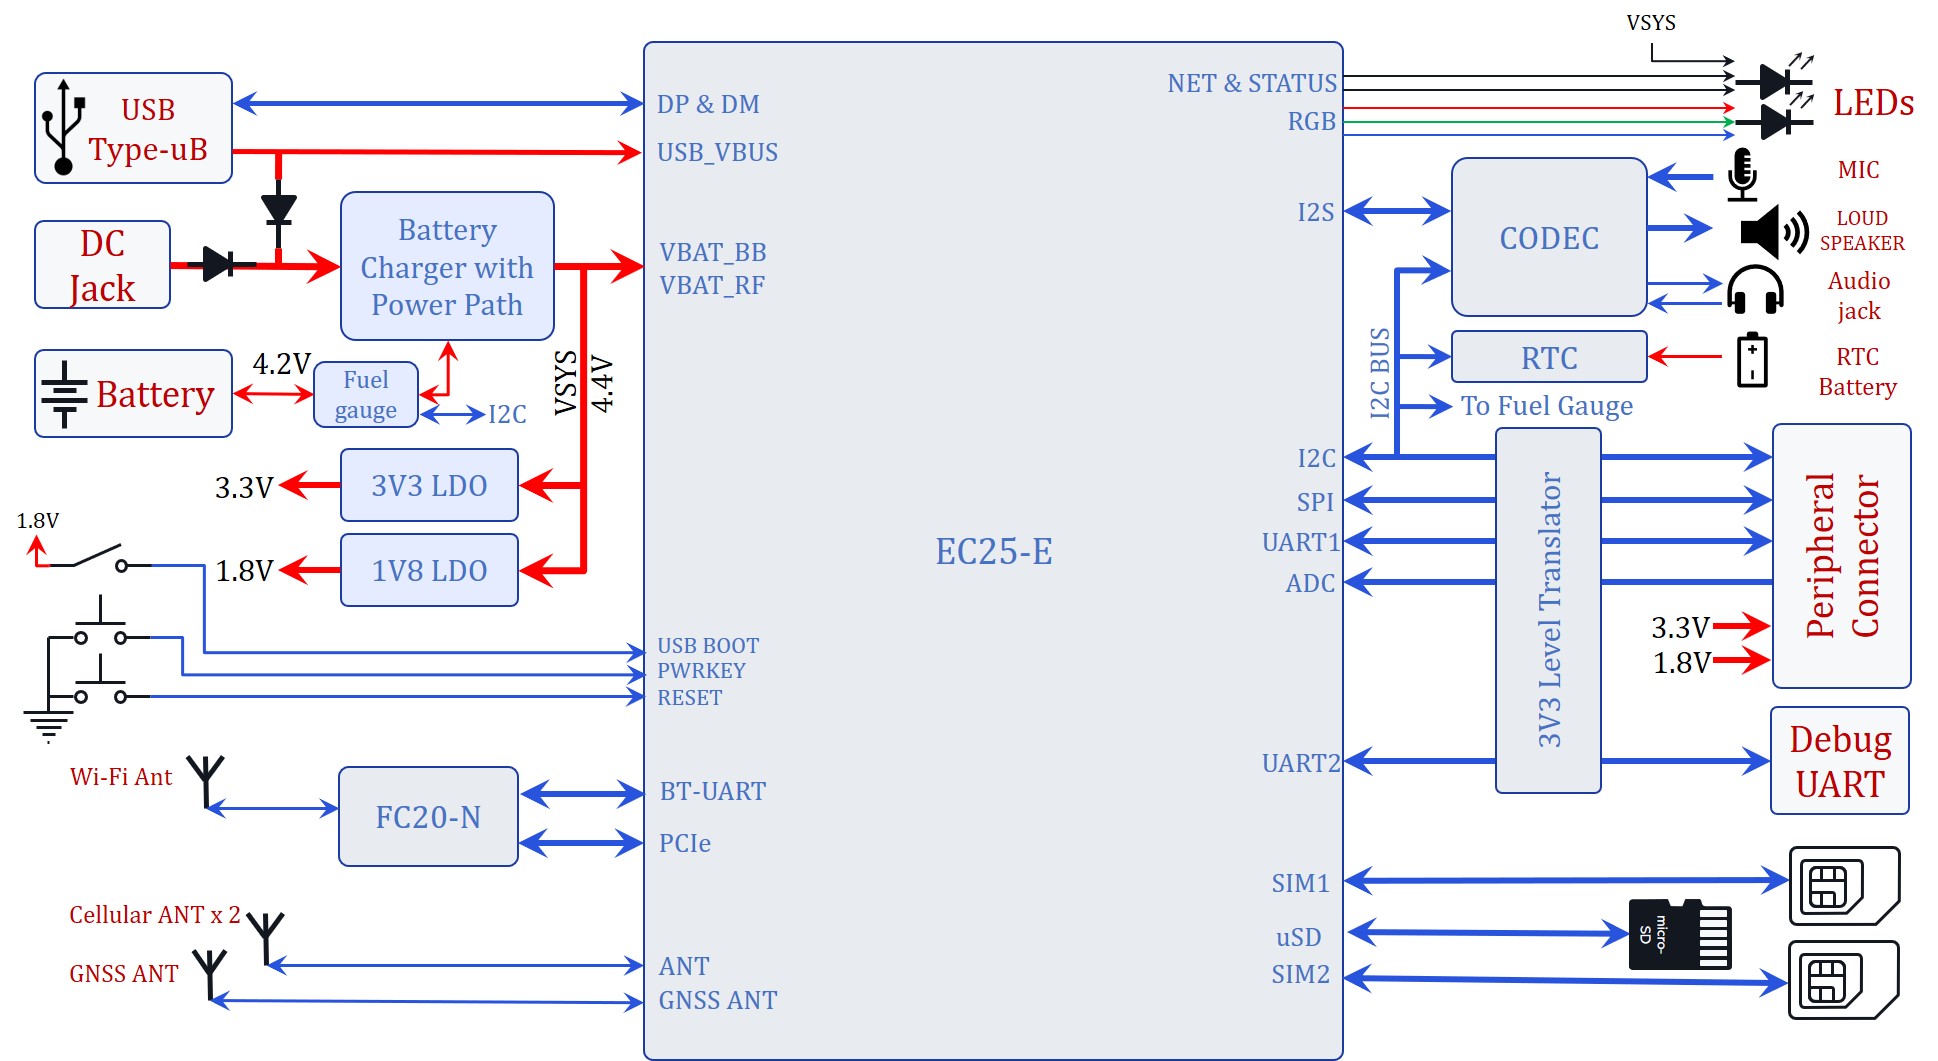 VSYS
USB
Type-uB
DP & DM
USB_VBUS
NET & STATUS
RGB
LEDs
DC
Jack
Battery
Charger with
Power Path
VBAT_BB
VBAT_RF
I2S
CODEC
MIC
LOUD
SPEAKER
Audio
jack
Battery
4.2V
Fuel
gauge
I2C
VSYS
4.4V
I2C BUS
RTC
RTC
Battery
To Fuel Gauge
3.3V
3V3 LDO
1.8V
1V8 LDO
1.8V
EC25-E
I2C
SPI
UART1
ADC
3V3 Level Translator
Peripheral
Connector
3.3V
1.8V
USB BOOT
PWRKEY
RESET
UART2
Debug
UART
Wi-Fi Ant
FC20-N
BT-UART
PCIe
Cellular ANT x 2
GNSS ANT
ANT
GNSS ANT
SIM1
uSD
SIM2
micro-
SD